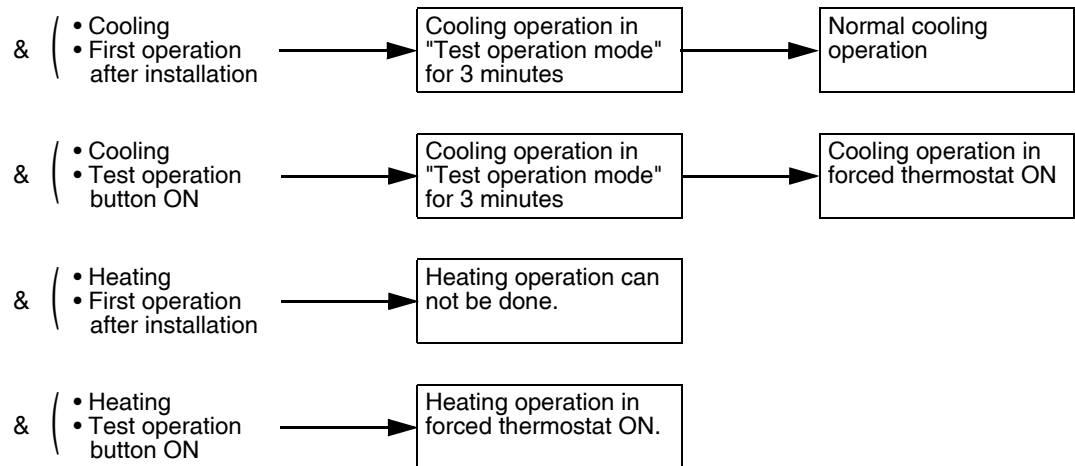 & ( • Cooling
• First operation
after installation
Cooling operation in
"Test operation mode"
for 3 minutes
Normal cooling
operation
& ( • Cooling
• Test operation
button ON
Cooling operation in
"Test operation mode"
for 3 minutes
Cooling operation in
forced thermostat ON
& ( • Heating
• First operation
after installation
Heating operation can
not be done.
& ( • Heating
• Test operation
button ON
Heating operation in
forced thermostat ON.